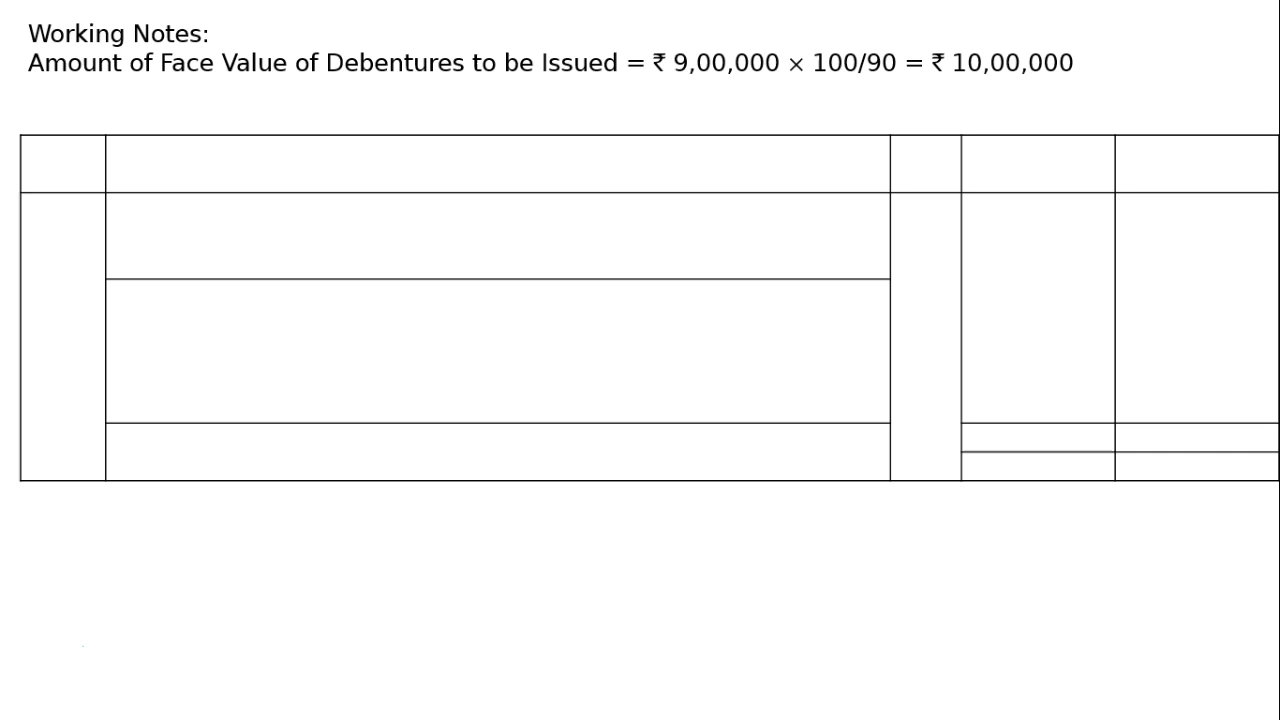 Working Notes:
Amount of Face Value of Debentures to be Issued = ₹ 9,00,000 × 100/90 = ₹ 10,00,000